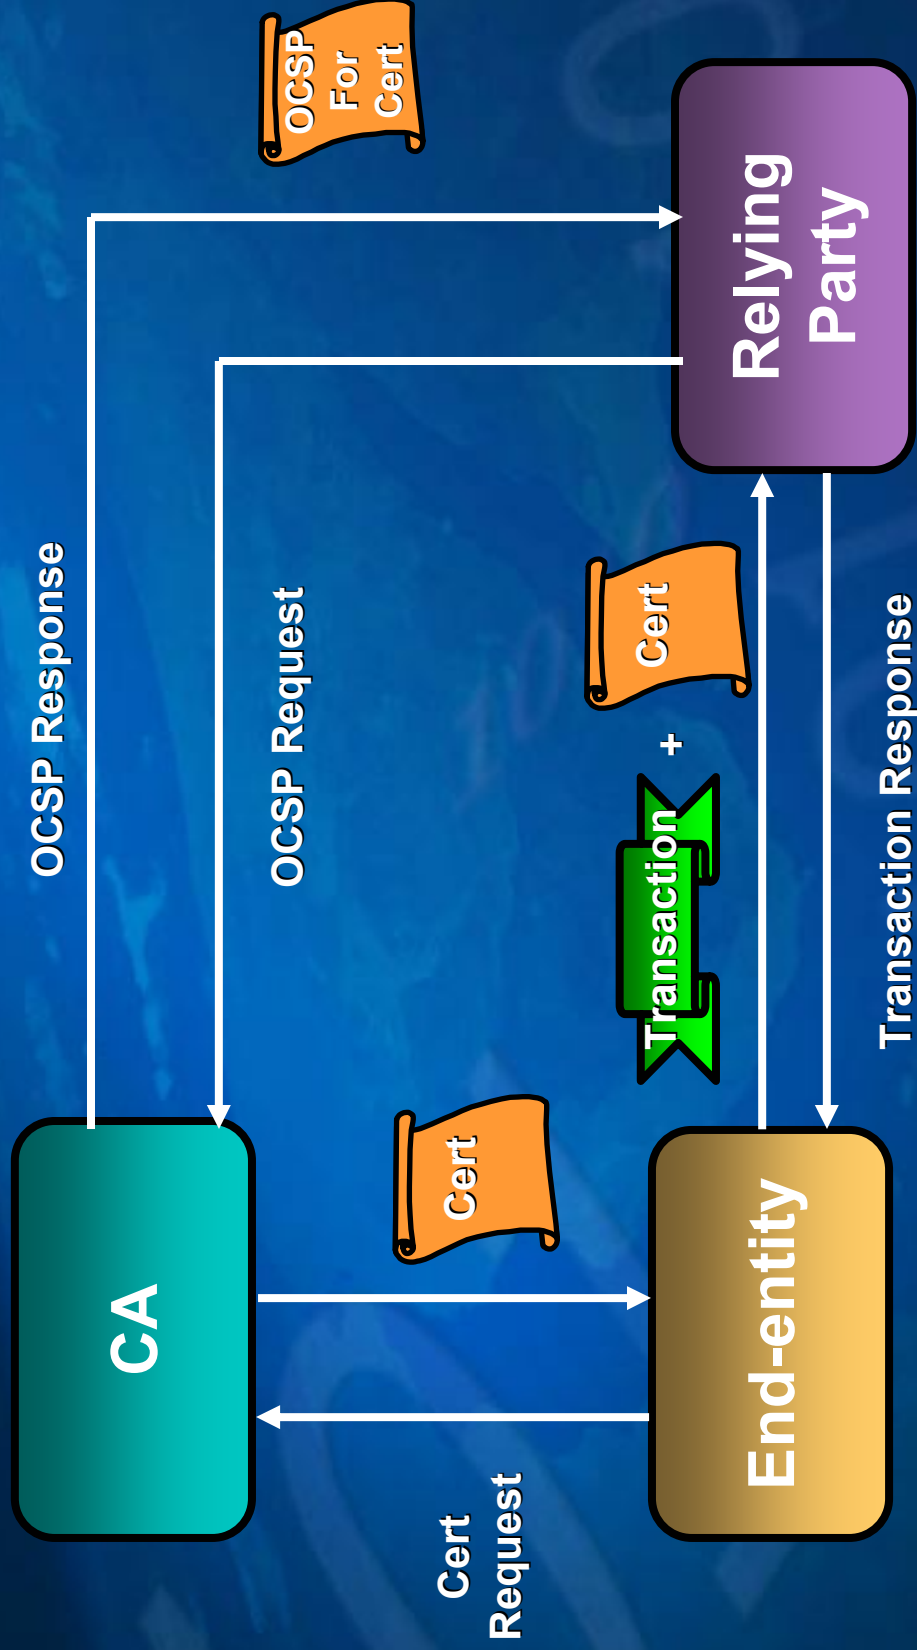 OCSP Response
OCSP
For
Cert
OCSP Request
CA
Cert
Cert
Request
Transaction
+
Cert
Relying
Party
End-entity
Transaction Response